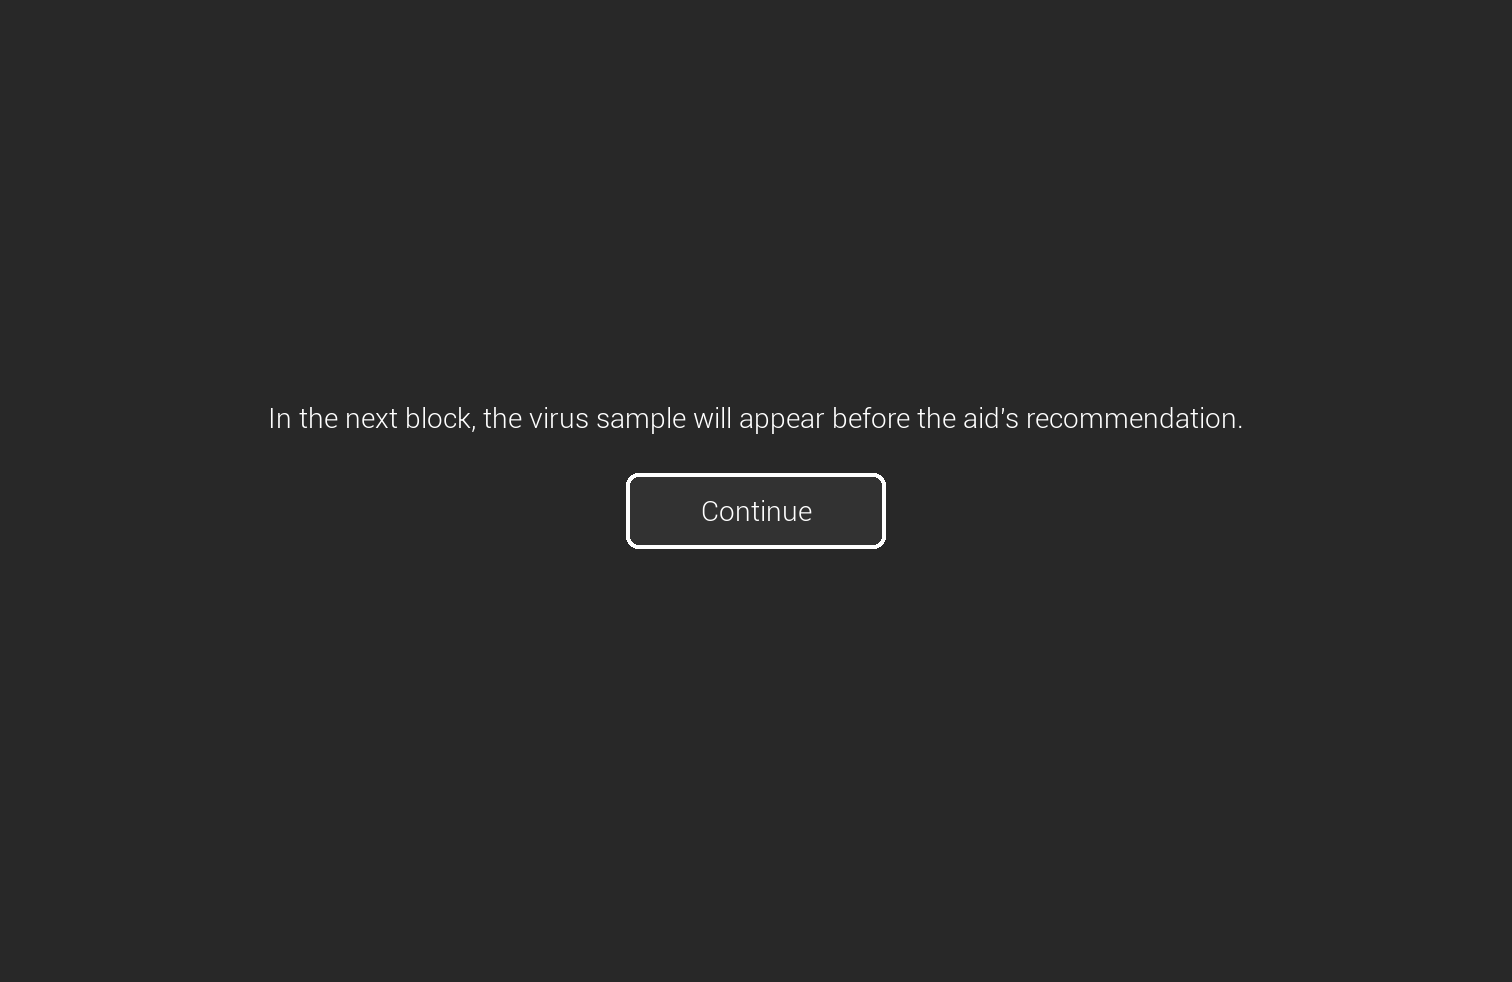 In the next block, the virus sample will appear before the aid's recommendation.
Continue